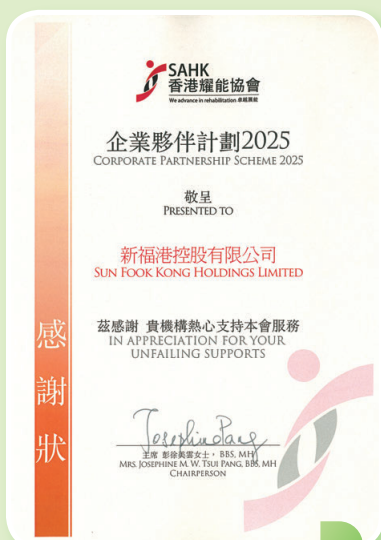 SAHK
香港耀能協會
We advance in rehabilitation 卓越展能
企業夥伴計劃2025
CORPORATE PARTNERSHIP SCHEME 2025
敬呈
PRESENTED TO
新福港控股有限公司
SUN FOOK KONG HOLDINGS LIMITED
茲感謝 貴機構熱心支持本會服務
IN APPRECIATION FOR YOUR
UNFAILING SUPPORTS
感謝狀
Josephine Pang
主席 彭徐美雲女士,BBS, MH
MRS. JOSEPHINE M. W. TSUI PANG, BBS, MH
CHAIRPERSON